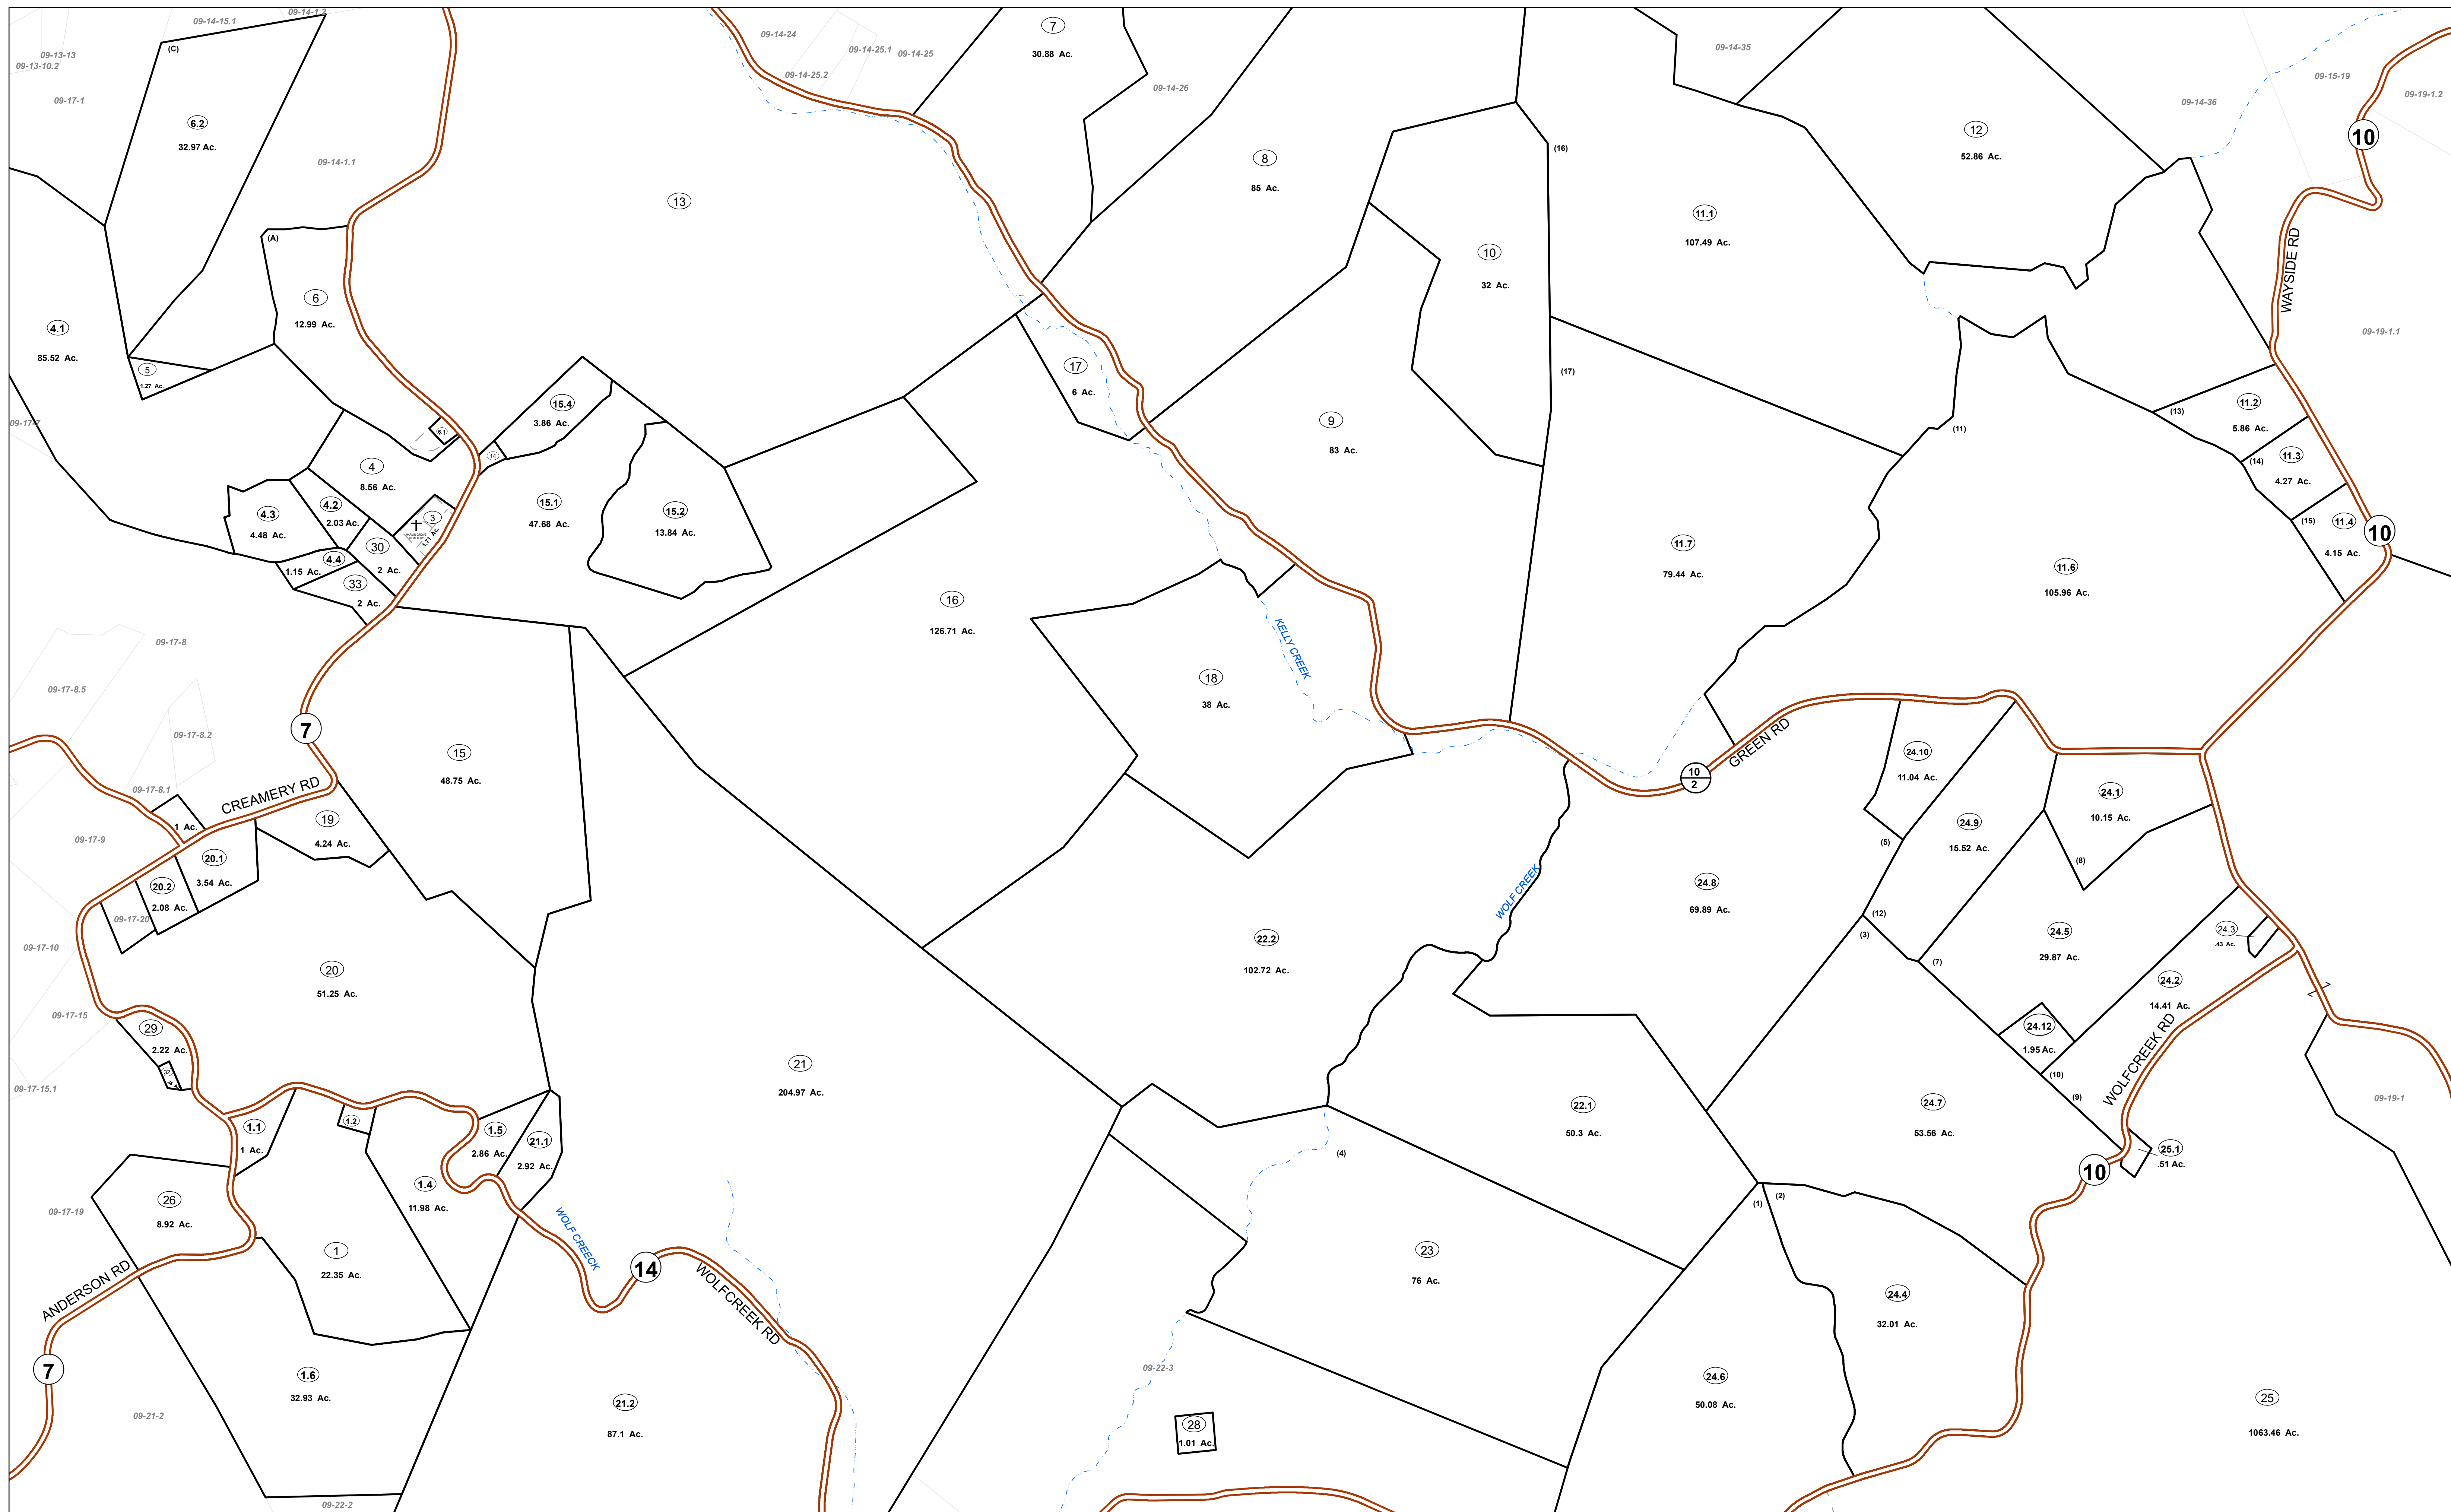 09-14-15.1
09-14-1.2
(C)
09-13-13
09-13-10.2
09-17-1
6.2
32.97 Ac.
09-14-1.1
09-14-24
09-14-25.1
09-14-25
09-14-25.2
7
30.88 Ac.
09-14-26
8
85 Ac.
(16)
09-14-35
12
52.86 Ac.
09-14-36
09-15-19
09-19-1.2
10
13
(A)
6
12.99 Ac.
4.1
85.52 Ac.
5
1.27 Ac.
09-17-7
10
32 Ac.
11.1
107.49 Ac.
WAYSIDE RD
09-19-1.1
17
6 Ac.
(17)
9
83 Ac.
(11)
(13)
11.2
5.86 Ac.
(14)
11.3
4.27 Ac.
(15)
11.4
4.15 Ac.
10
15.4
3.86 Ac.
6.1
14
4
8.56 Ac.
4.2
2.03 Ac.
4.3
4.48 Ac.
3
1.71 Ac.
30
2 Ac.
4.4
1.15 Ac.
33
2 Ac.
15.1
47.68 Ac.
15.2
13.84 Ac.
16
126.71 Ac.
11.7
79.44 Ac.
11.6
105.96 Ac.
KELLY CREEK
18
38 Ac.
09-17-8
09-17-8.5
09-17-8.2
7
15
48.75 Ac.
GREEN RD
10
2
24.10
11.04 Ac.
24.1
10.15 Ac.
09-17-8.1
CREAMERY RD
1 Ac.
19
4.24 Ac.
09-17-9
20.1
3.54 Ac.
20.2
2.08 Ac.
09-17-20
(5)
24.9
15.52 Ac.
(8)
24.8
69.89 Ac.
WOLF CREEK
(12)
(3)
(7)
22.2
102.72 Ac.
24.5
29.87 Ac.
24.3
.43 Ac.
24.2
14.41 Ac.
09-17-10
20
51.25 Ac.
09-17-15
29
2.22 Ac.
32
09-17-15.1
21
204.97 Ac.
24.12
1.95 Ac.
(10)
(9)
WOLFCREEK RD
09-19-1
1.2
1.1
1 Ac.
1.5
2.86 Ac.
21.1
2.92 Ac.
22.1
50.3 Ac.
24.7
53.56 Ac.
(4)
25.1
.51 Ac.
10
1.4
11.98 Ac.
26
8.92 Ac.
09-17-19
(1)
(2)
WOLF CREECK
14
WOLFCREEK RD
1
22.35 Ac.
23
76 Ac.
24.4
32.01 Ac.
ANDERSON RD
7
1.6
32.93 Ac.
09-21-2
21.2
87.1 Ac.
09-22-3
28
1.01 Ac.
24.6
50.08 Ac.
25
1063.46 Ac.
09-22-2